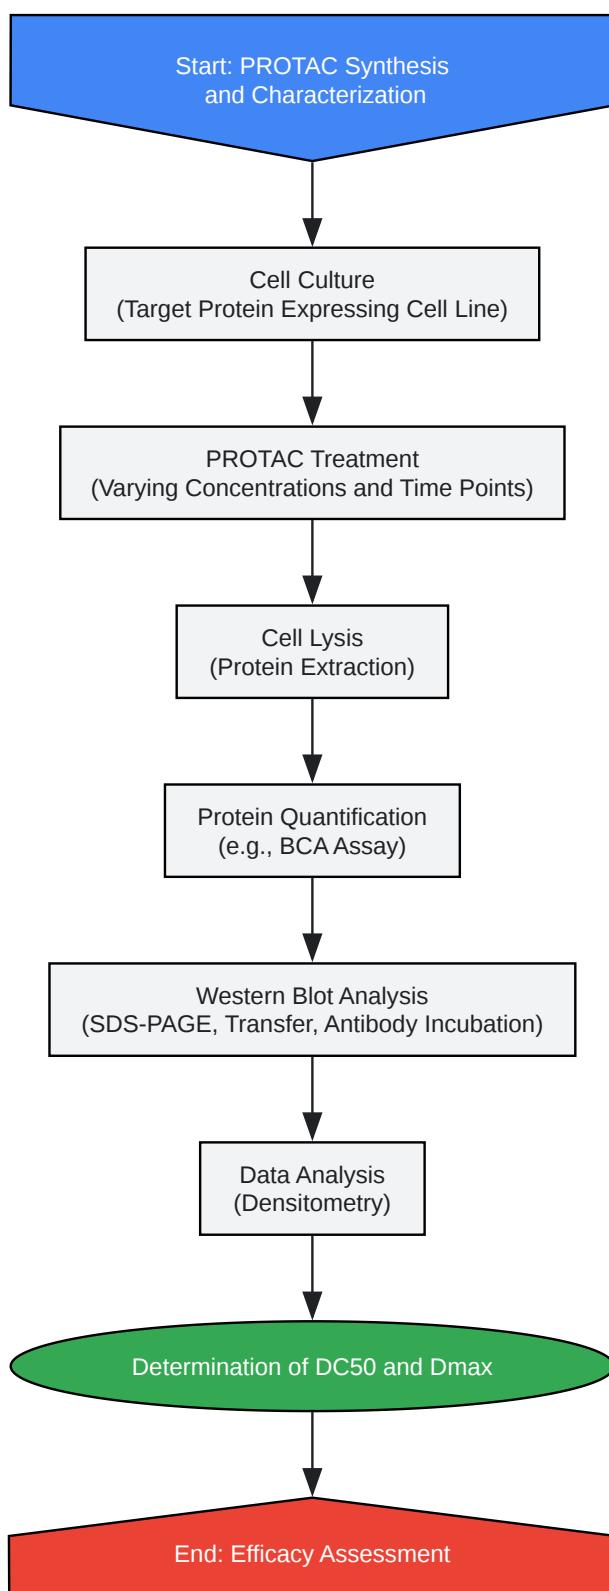 Start: PROTAC Synthesis
and Characterization
Cell Culture
(Target Protein Expressing Cell Line)
PROTAC Treatment
(Varying Concentrations and Time Points)
Cell Lysis
(Protein Extraction)
Protein Quantification
(e.g., BCA Assay)
Western Blot Analysis
(SDS-PAGE, Transfer, Antibody Incubation)
Data Analysis
(Densitometry)
Determination of DC50 and Dmax
End: Efficacy Assessment